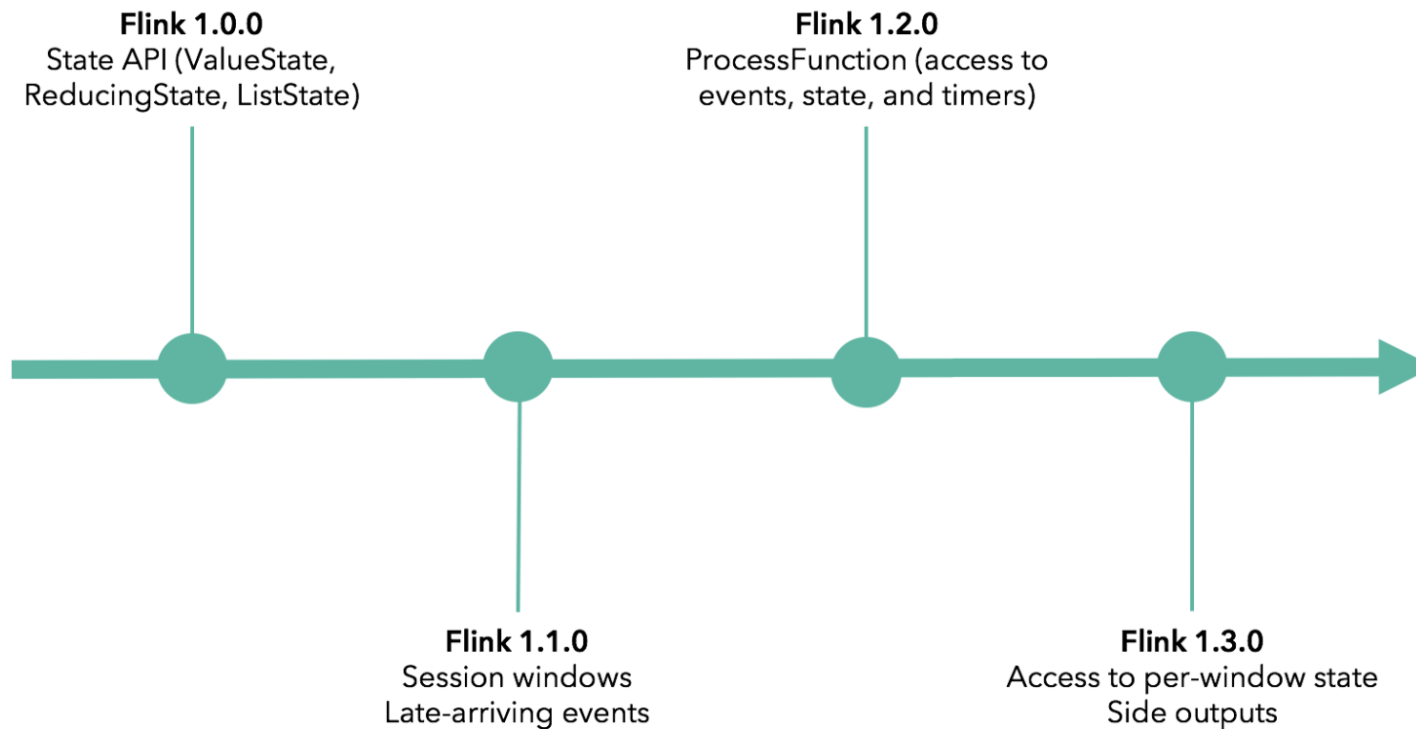 Flink 1.0.0
State API (ValueState,
ReducingState, ListState)
Flink 1.1.0
Session windows
Late-arriving events
Flink 1.2.0
ProcessFunction (access to
events, state, and timers)
Flink 1.3.0
Access to per-window state
Side outputs